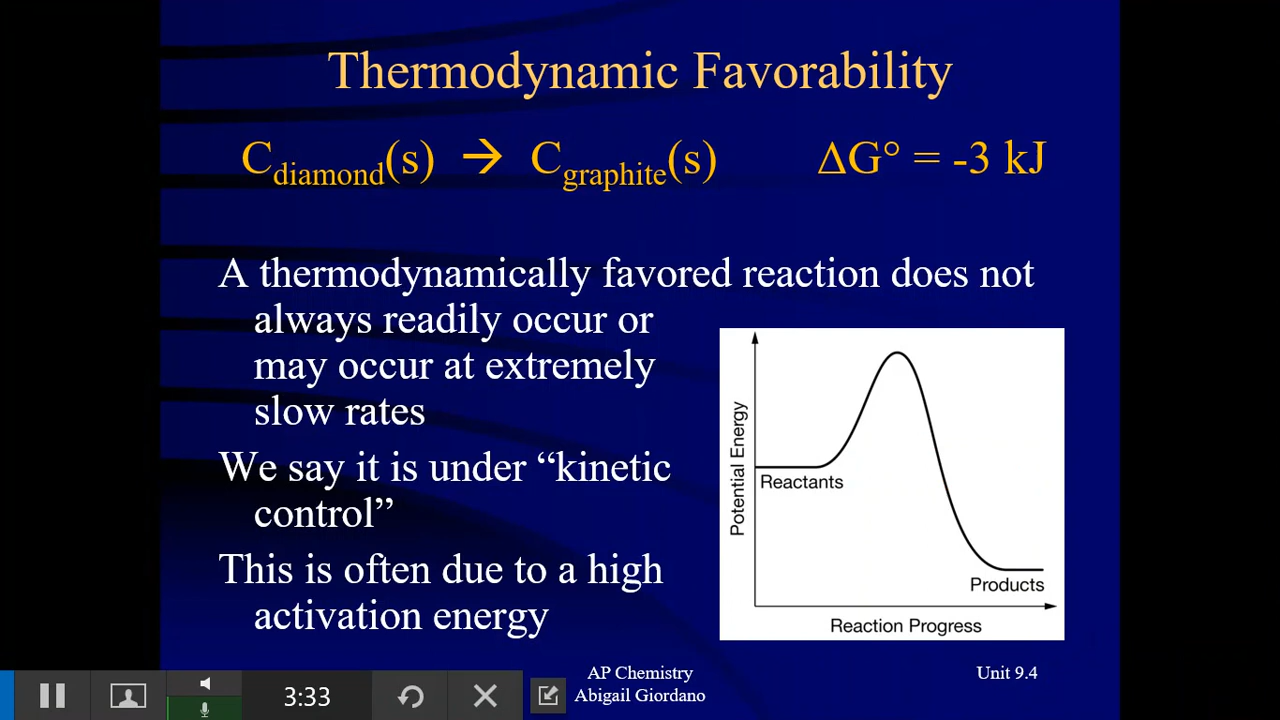 Thermodynamic Favorability
C_diamond(s) → C_graphite(s) ΔG° = -3 kJ
A thermodynamically favored reaction does not
always readily occur or
may occur at extremely
slow rates
We say it is under “kinetic
control”
This is often due to a high
activation energy
Potential Energy
Reactants
Products
Reaction Progress
AP Chemistry
Abigail Giordano
Unit 9.4
3:33